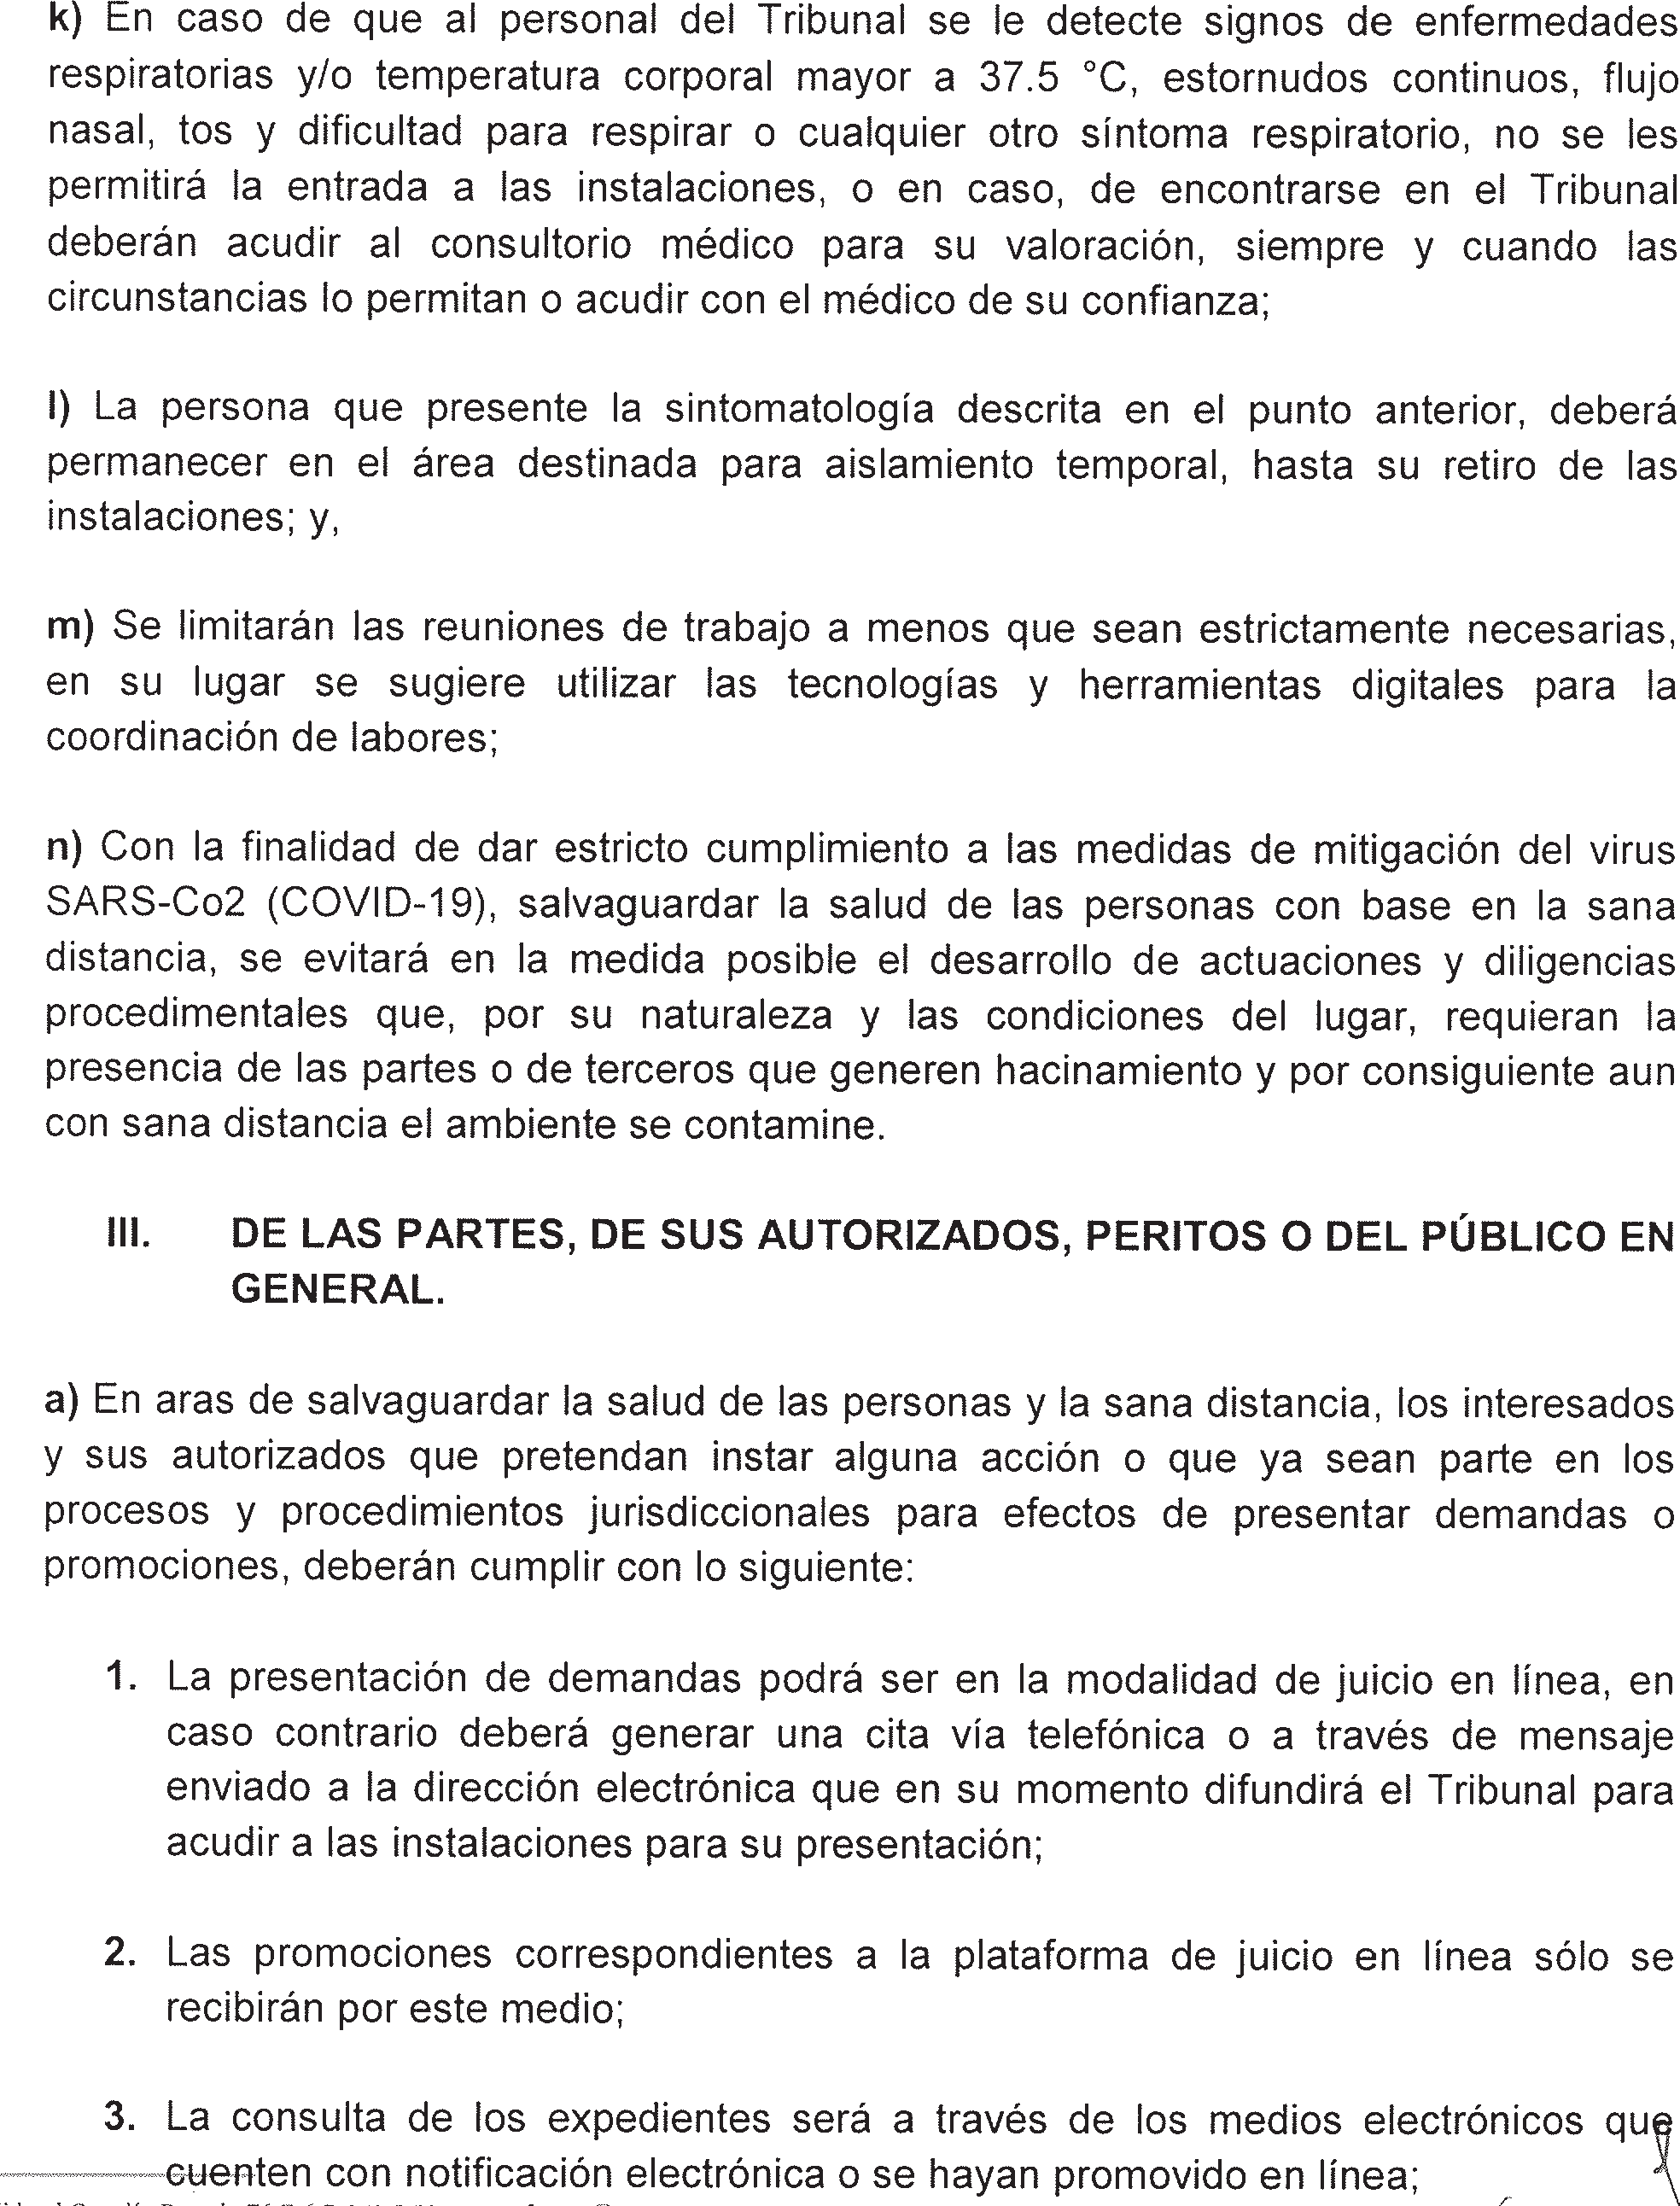 k) En caso de que al personal del Tribunal se le detecte signos de enfermedades
respiratorias y/o temperatura corporal mayor a 37.5 °C, estornudos continuos, flujo
nasal, tos y dificultad para respirar o cualquier otro síntoma respiratorio, no se les
permitirá la entrada a las instalaciones, o en caso, de encontrarse en el Tribunal
deberán acudir al consultorio médico para su valoración, siempre y cuando las
circunstancias lo permitan o acudir con el médico de su confianza;
l) La persona que presente la sintomatología descrita en el punto anterior, deberá
permanecer en el área destinada para aislamiento temporal, hasta su retiro de las
instalaciones; y,
m) Se limitarán las reuniones de trabajo a menos que sean estrictamente necesarias,
en su lugar se sugiere utilizar las tecnologías y herramientas digitales para la
coordinación de labores;
n) Con la finalidad de dar estricto cumplimiento a las medidas de mitigación del virus
SARS-Co2 (COVID-19), salvaguardar la salud de las personas con base en la sana
distancia, se evitará en la medida posible el desarrollo de actuaciones y diligencias
procedimentales que, por su naturaleza y las condiciones del lugar, requieran la
presencia de las partes o de terceros que generen hacinamiento y por consiguiente aun
con sana distancia el ambiente se contamine.
III. DE LAS PARTES, DE SUS AUTORIZADOS, PERITOS O DEL PÚBLICO EN
GENERAL.
a) En aras de salvaguardar la salud de las personas y la sana distancia, los interesados
y sus autorizados que pretendan instar alguna acción o que ya sean parte en los
procesos y procedimientos jurisdiccionales para efectos de presentar demandas o
promociones, deberán cumplir con lo siguiente:
1. La presentación de demandas podrá ser en la modalidad de juicio en línea, en
caso contrario deberá generar una cita vía telefónica o a través de mensaje
enviado a la dirección electrónica que en su momento difundirá el Tribunal para
acudir a las instalaciones para su presentación;
2. Las promociones correspondientes a la plataforma de juicio en línea sólo se
recibirán por este medio;
3. La consulta de los expedientes será a través de los medios electrónicos que
cuenten con notificación electrónica o se hayan promovido en línea;